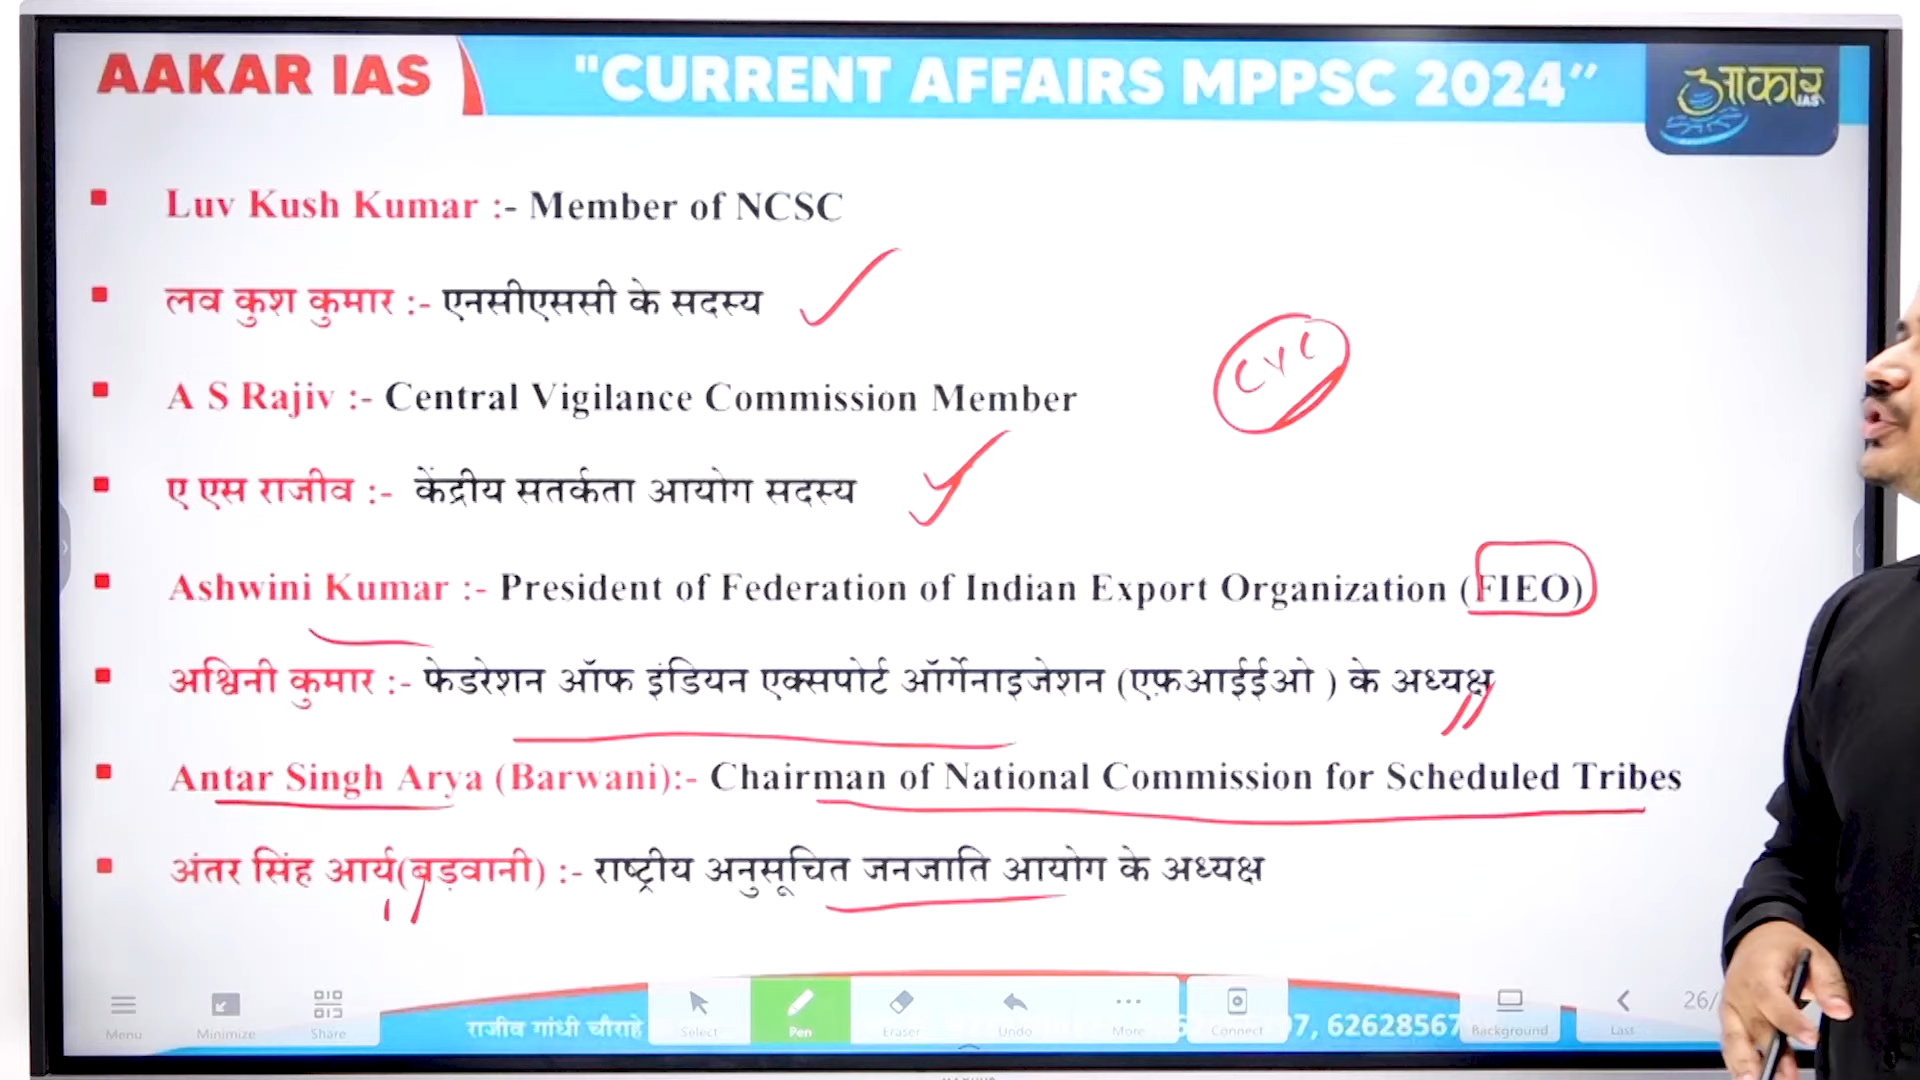 AAKAR IAS
"CURRENT AFFAIRS MPPSC 2024"
आकार
IAS
Luv Kush Kumar :- Member of NCSC
लव कुश कुमार :- एनसीएससी के सदस्य
CVC
A S Rajiv :- Central Vigilance Commission Member
ए एस राजीव :- केंद्रीय सतर्कता आयोग सदस्य
Ashwini Kumar :- President of Federation of Indian Export Organization (FIEO)
अश्विनी कुमार :- फेडरेशन ऑफ इंडियन एक्सपोर्ट ऑर्गेनाइजेशन (एफ़आईईओ ) के अध्यक्ष
Antar Singh Arya (Barwani):- Chairman of National Commission for Scheduled Tribes
अंतर सिंह आर्य(बड़वानी) :- राष्ट्रीय अनुसूचित जनजाति आयोग के अध्यक्ष
राजीव गांधी चौराहे
7, 62628567
Menu Minimize Share Select Pen Eraser Undo More Connect Background Last
26/